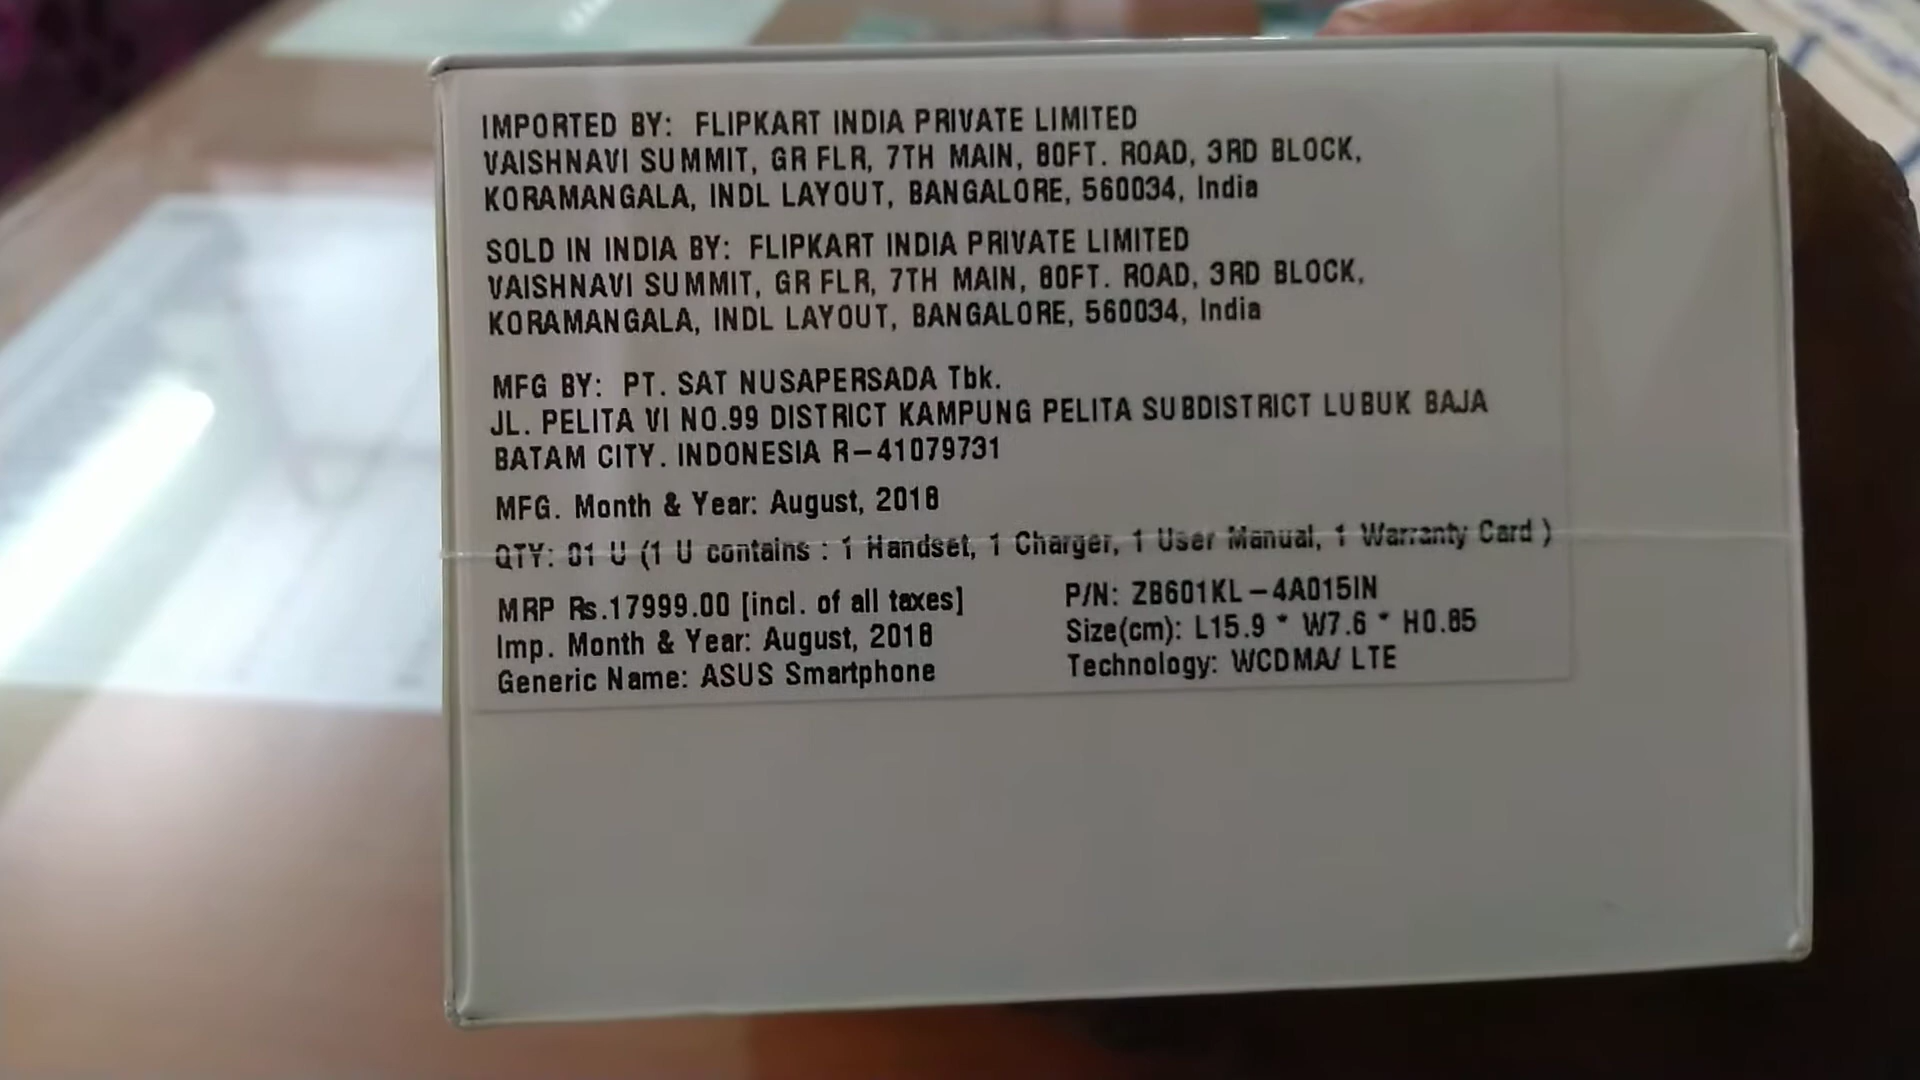 IMPORTED BY: FLIPKART INDIA PRIVATE LIMITED
VAISHNAVI SUMMIT, GR FLR, 7TH MAIN, 80FT. ROAD, 3RD BLOCK,
KORAMANGALA, INDL LAYOUT, BANGALORE, 560034, India
SOLD IN INDIA BY: FLIPKART INDIA PRIVATE LIMITED
VAISHNAVI SUMMIT, GR FLR, 7TH MAIN, 80FT. ROAD, 3RD BLOCK,
KORAMANGALA, INDL LAYOUT, BANGALORE, 560034, India
MFG BY: PT. SAT NUSAPERSADA Tbk.
JL. PELITA VI NO.99 DISTRICT KAMPUNG PELITA SUBDISTRICT LUBUK BAJA
BATAM CITY. INDONESIA R-41079731
MFG. Month & Year: August, 2018
QTY: 01 U (1 U contains : 1 Handset, 1 Charger, 1 User Manual, 1 Warranty Card )
MRP Rs.17999.00 [incl. of all taxes]
Imp. Month & Year: August, 2018
Generic Name: ASUS Smartphone
P/N: ZB601KL-4A015IN
Size(cm): L15.9 * W7.6 * H0.85
Technology: WCDMA/ LTE